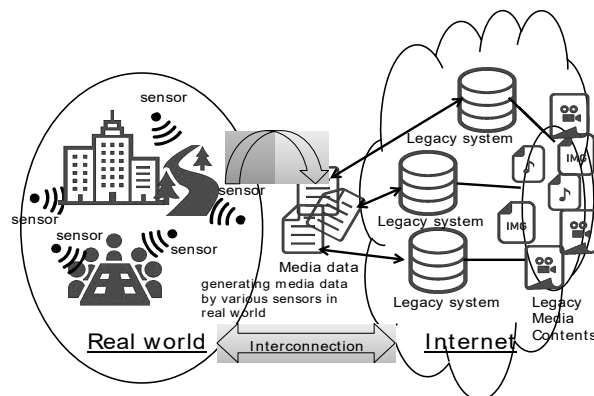 sensor
sensor
sensor
sensor
sensor
Legacy system
Legacy system
Legacy system
IMG
IMG
Media data
generating media data
by various sensors in
real world
Legacy
Media
Contents
Real world
Interconnection
Internet